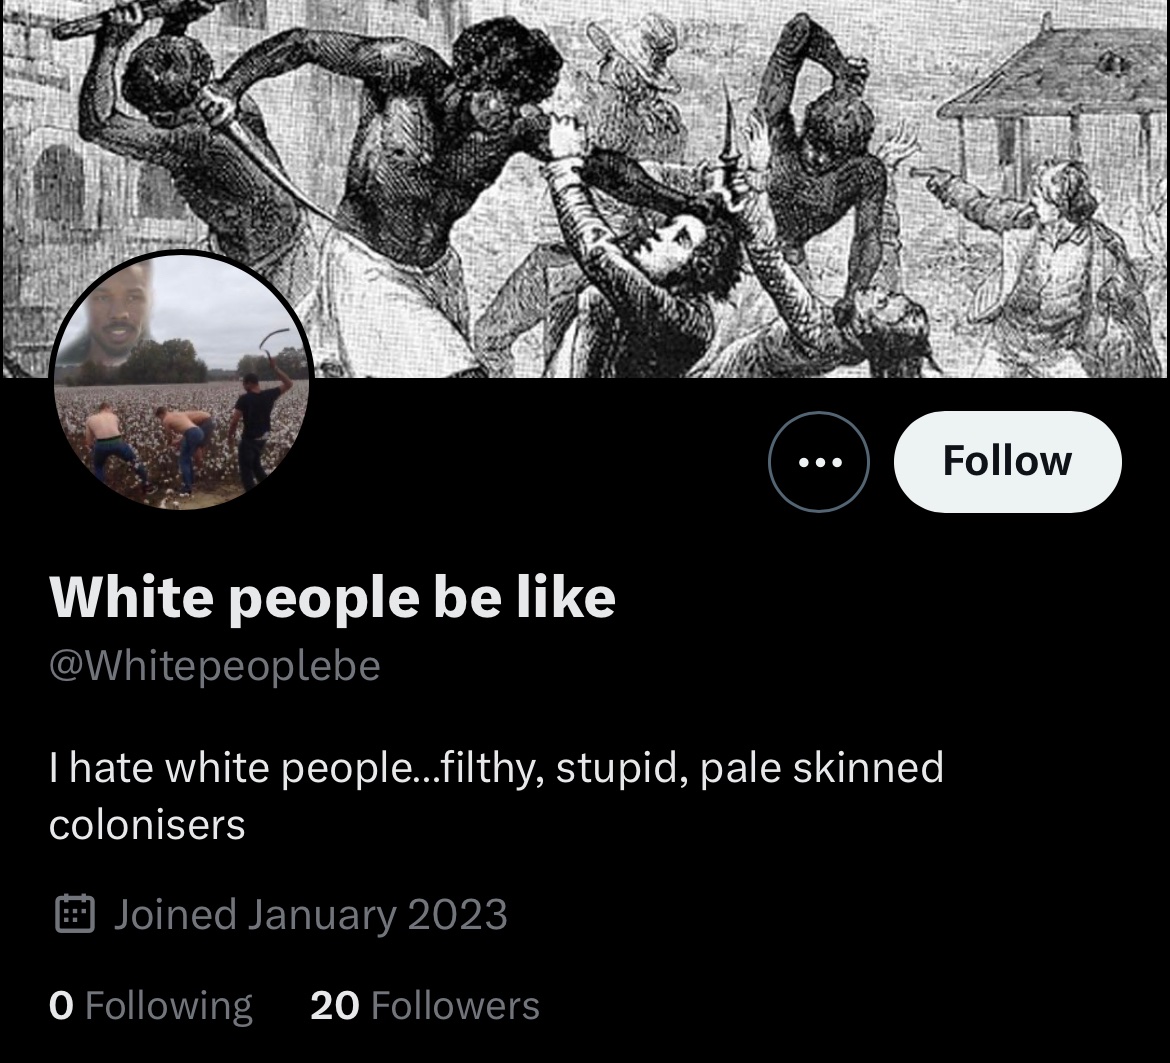 Follow
White people be like
@Whitepeoplebe
I hate white people...filthy, stupid, pale skinned
colonisers
Joined January 2023
0 Following 20 Followers